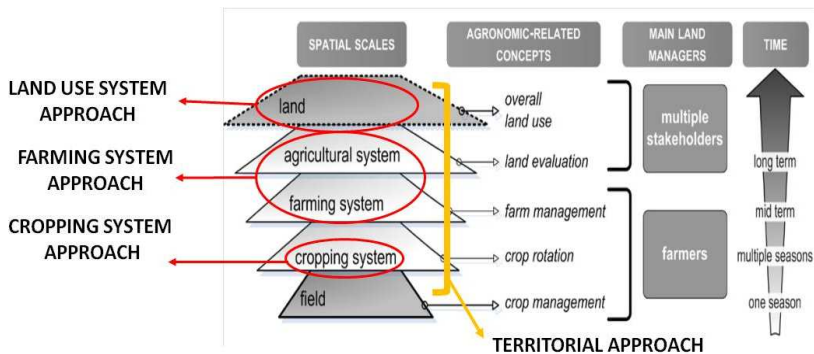 SPATIAL SCALES
AGRONOMIC-RELATED
CONCEPTS
MAIN LAND
MANAGERS
TIME
LAND USE SYSTEM
APPROACH
FARMING SYSTEM
APPROACH
CROPPING SYSTEM
APPROACH
land
agricultural system
farming system
cropping system
field
overall
land use
land evaluation
farm management
crop rotation
crop management
multiple
stakeholders
farmers
long term
mid term
multiple seasons
one season
TERRITORIAL APPROACH